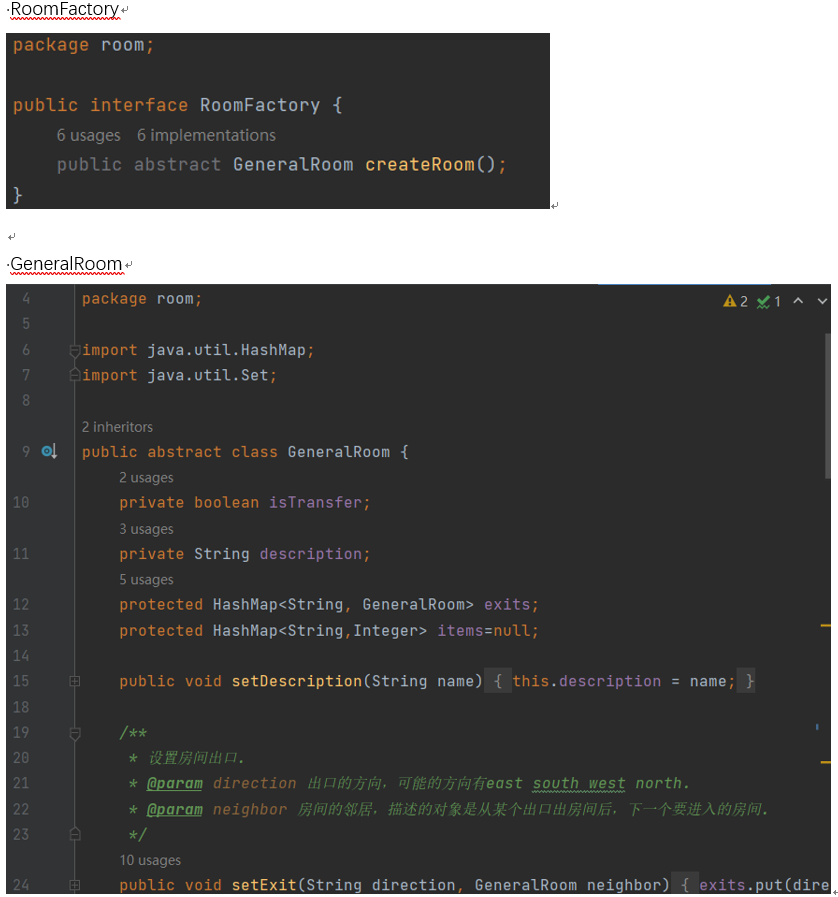 ·RoomFactory
package room;
public interface RoomFactory {
6 usages 6 implementations
public abstract GeneralRoom createRoom();
}
·GeneralRoom
4 package room;
2 1
5
6 import java.util.HashMap;
7 import java.util.Set;
8
2 inheritors
9 public abstract class GeneralRoom {
2 usages
10 private boolean isTransfer;
3 usages
11 private String description;
5 usages
12 protected HashMap<String, GeneralRoom> exits;
13 protected HashMap<String,Integer> items=null;
14
15 public void setDescription(String name) { this.description = name; }
18
19 /**
20 * 设置房间出口.
21 * @param direction 出口的方向，可能的方向有east south west north.
22 * @param neighbor 房间的邻居，描述的对象是从某个出口出房间后，下一个要进入的房间.
23 */
10 usages
24 public void setExit(String direction, GeneralRoom neighbor) { exits.put(dire